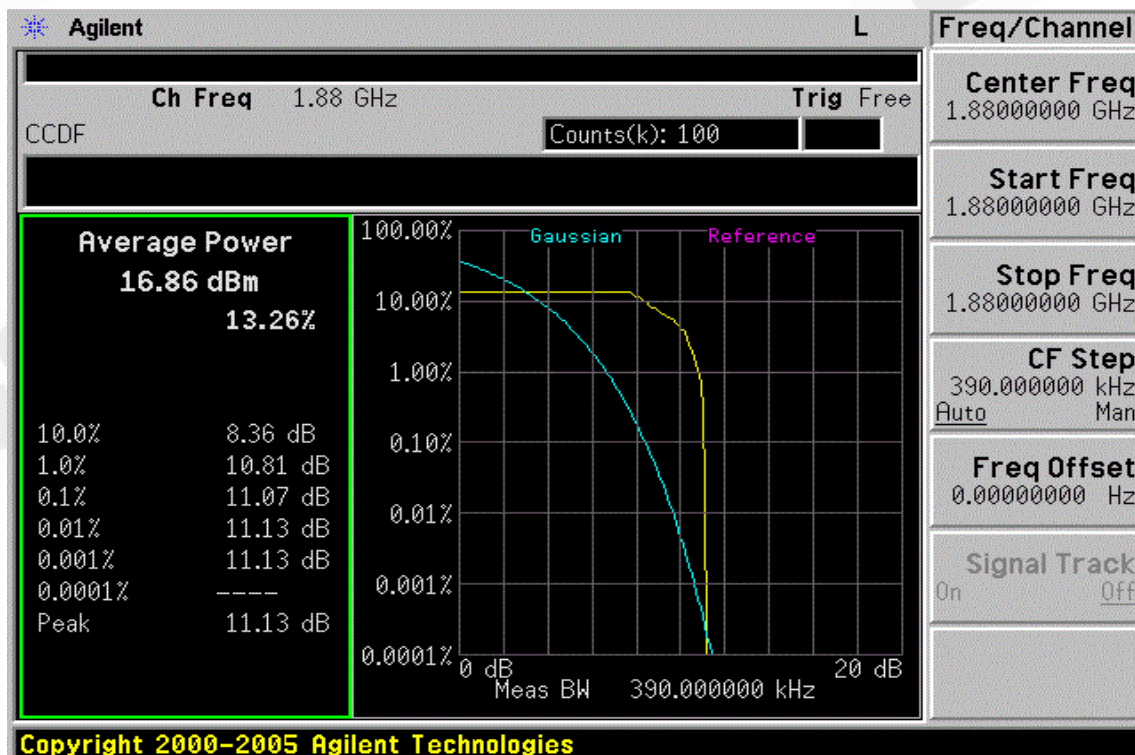 Agilent L Freq/Channel
Ch Freq 1.88 GHz Trig Free
CCDF Counts(k): 100
Center Freq
1.88000000 GHz
Start Freq
1.88000000 GHz
Stop Freq
1.88000000 GHz
CF Step
390.000000 kHz
Auto Man
Freq Offset
0.00000000 Hz
Signal Track
On Off
Average Power
16.86 dBm
13.26%
10.0% 8.36 dB
1.0% 10.81 dB
0.1% 11.07 dB
0.01% 11.13 dB
0.001% 11.13 dB
0.0001% ----
Peak 11.13 dB
Gaussian Reference
100.00%
10.00%
1.00%
0.10%
0.01%
0.001%
0.0001%
0 dB 20 dB
Meas BW 390.000000 kHz
Copyright 2000-2005 Agilent Technologies